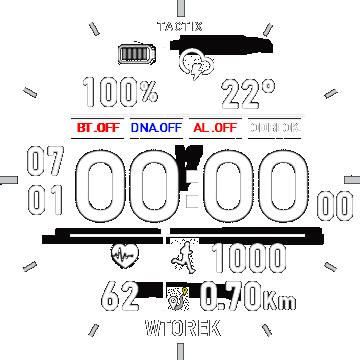 TACTIX
100% 22°
BT.OFF DNA.OFF AL.OFF
07
01 00:00 00
1000
62 0.70Km
WTOREK